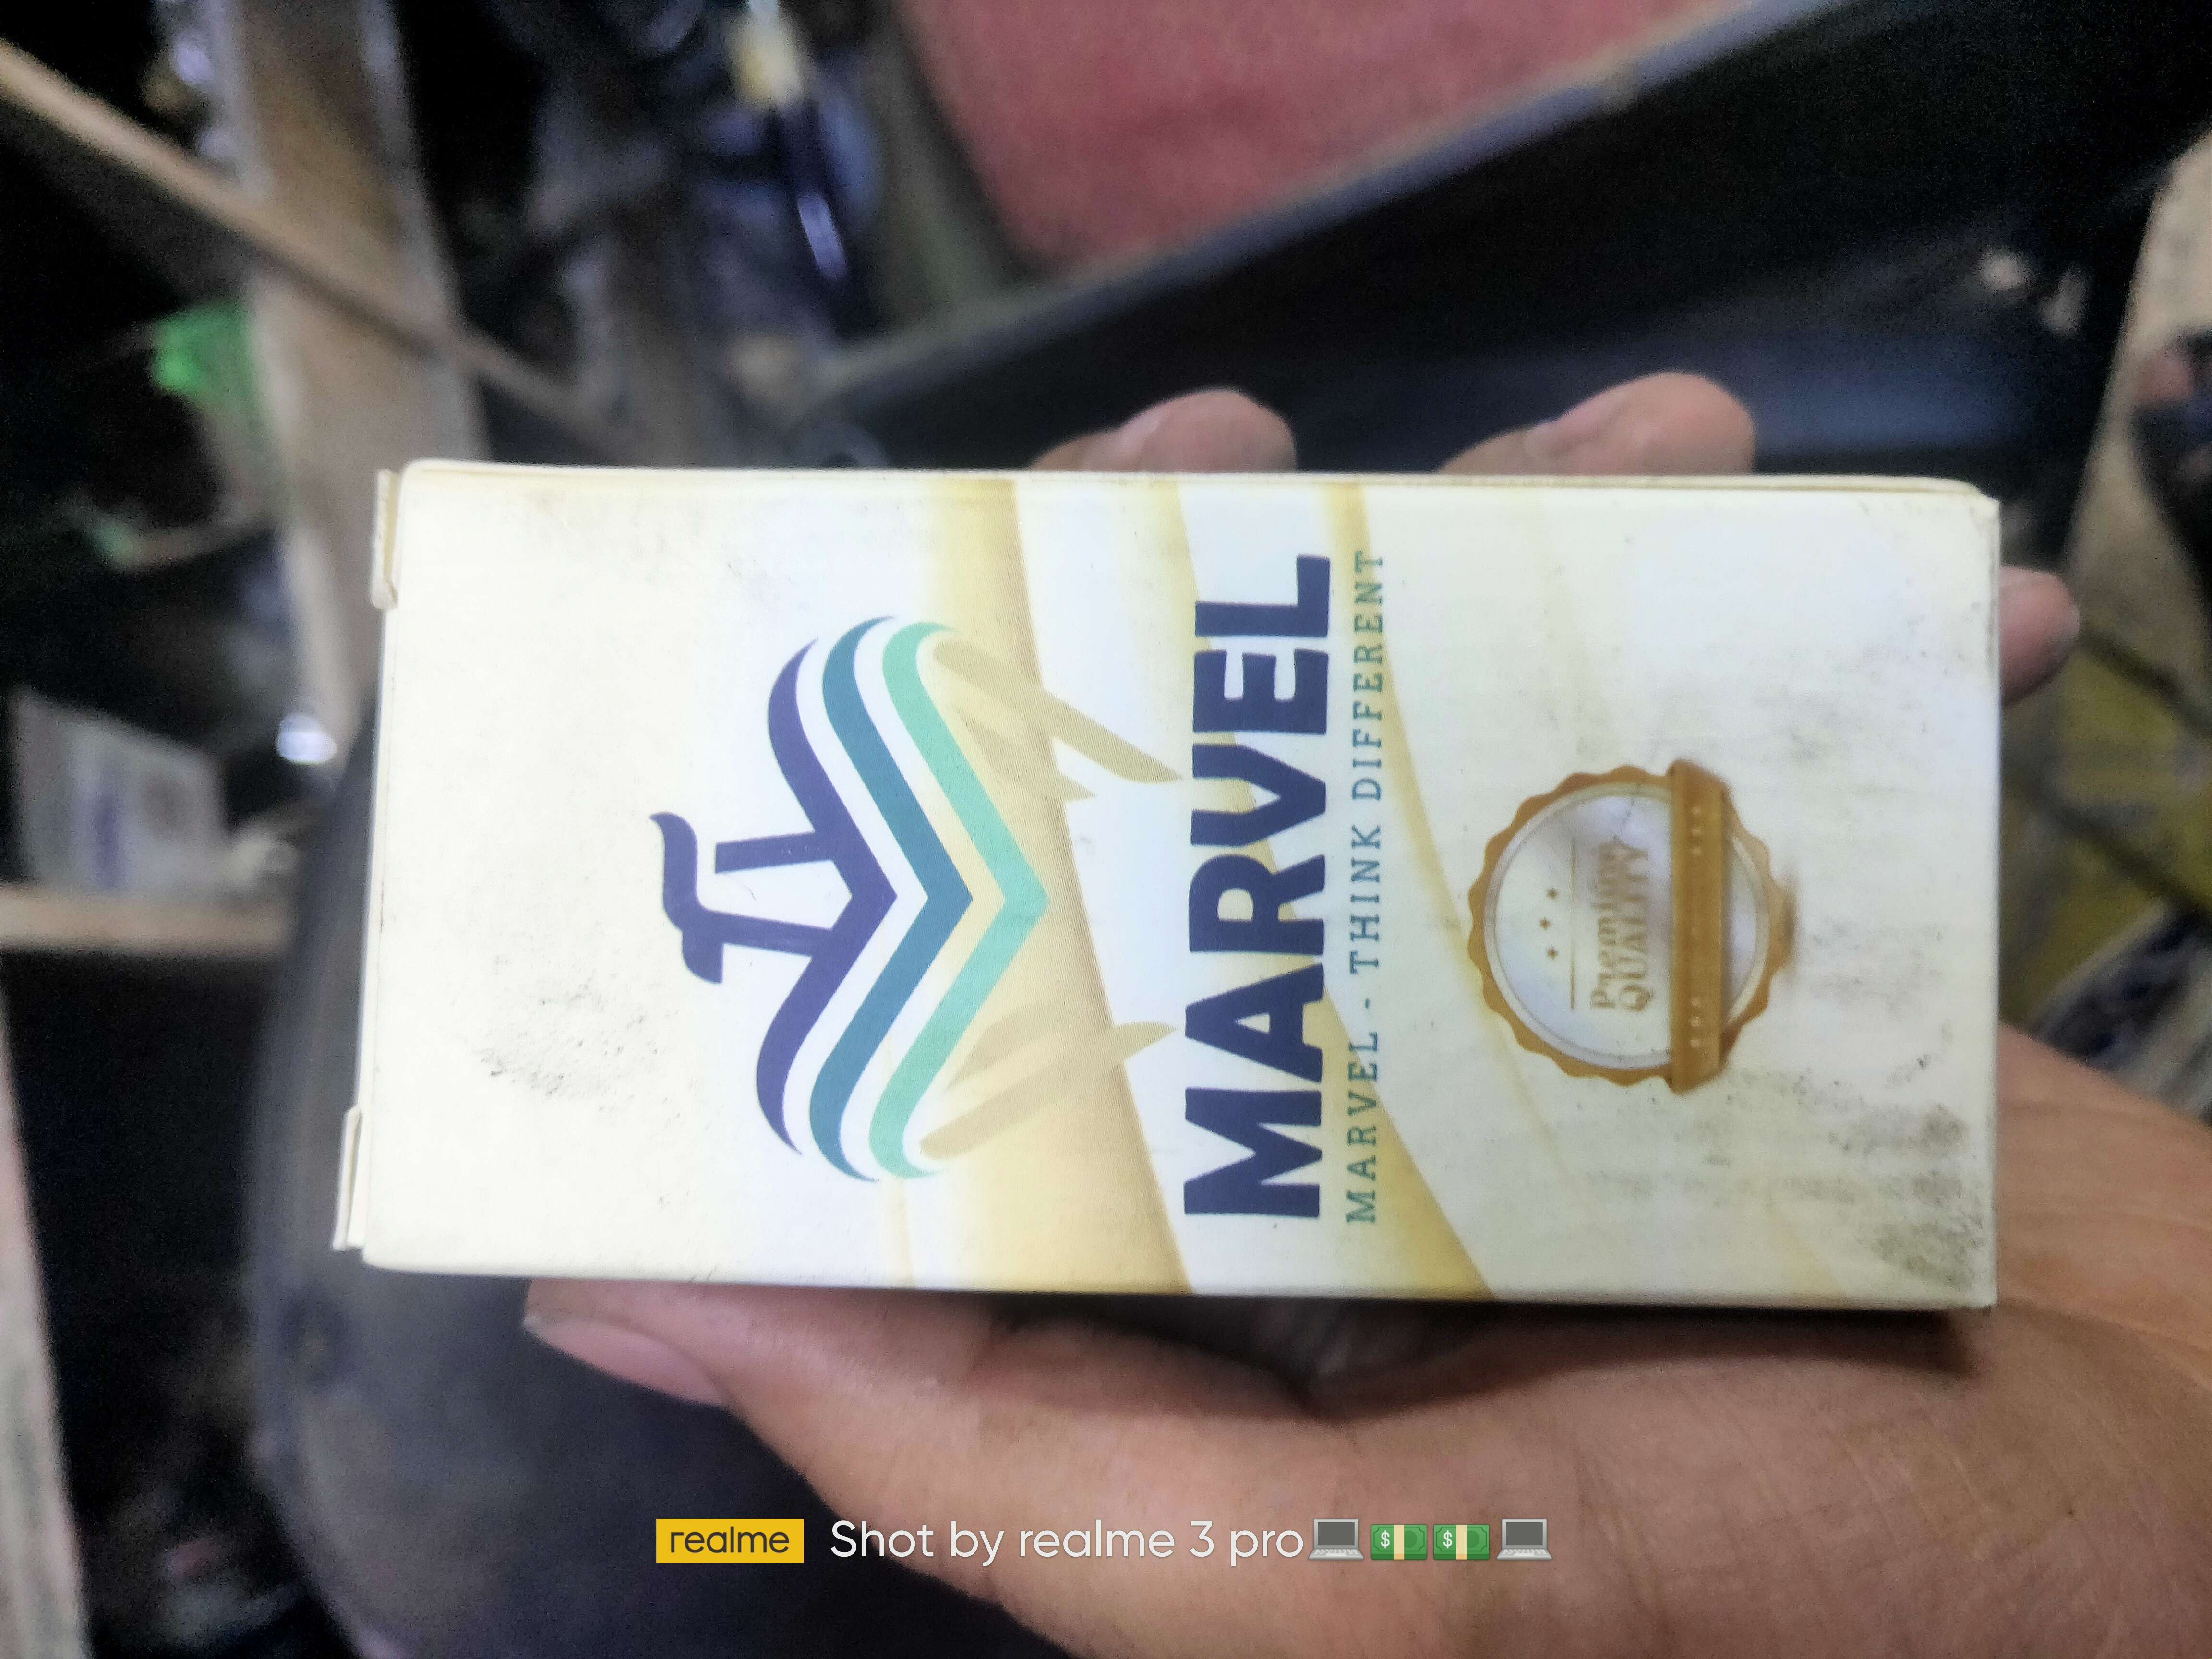 MARVEL
MARVEL - THINK DIFFERENT
Premium
QUALITY
realme Shot by realme 3 pro💻💵💵💻